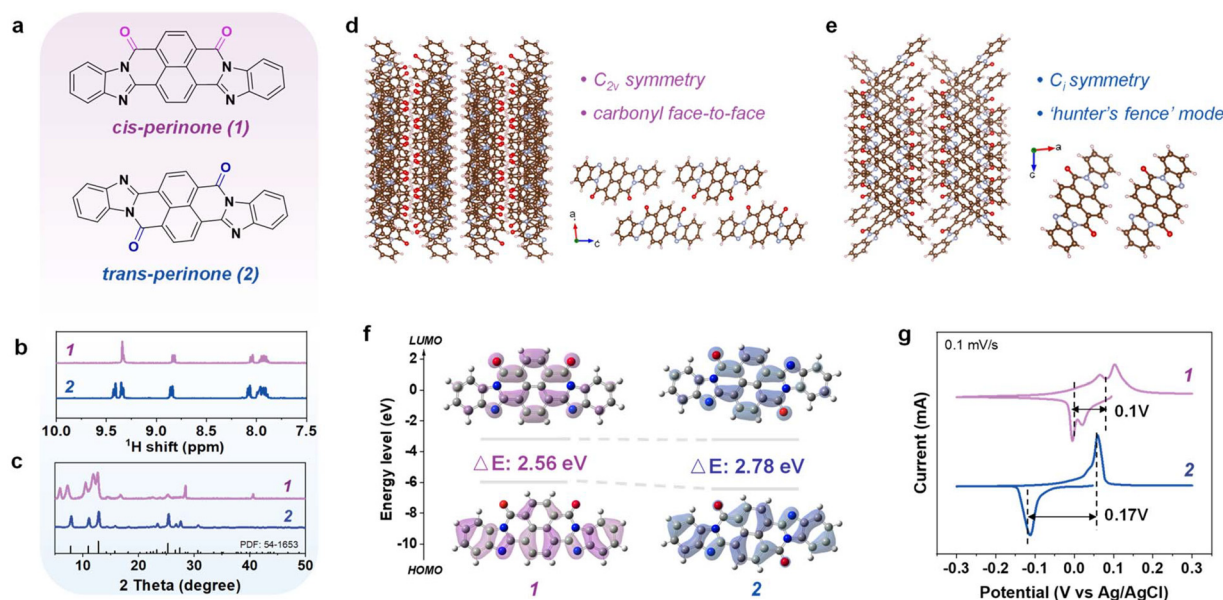 a
O
O
N
N
N
N
cis-perinone (1)
N
O
N
N
O
N
trans-perinone (2)
b
1
2
10.0 9.5 9.0 8.5 8.0 7.5
¹H shift (ppm)
c
1
2
PDF: 54-1653
10 20 30 40 50
2 Theta (degree)
d
• C2v symmetry
• carbonyl face-to-face
a
c
e
• Ci symmetry
• 'hunter's fence' mode
a
c
f
LUMO
Energy level (eV)
2
0
-2
-4
-6
-8
-10
HOMO
△E: 2.56 eV
△E: 2.78 eV
1
2
g
0.1 mV/s
1
0.1V
2
0.17V
Current (mA)
-0.3 -0.2 -0.1 0.0 0.1 0.2 0.3
Potential (V vs Ag/AgCl)